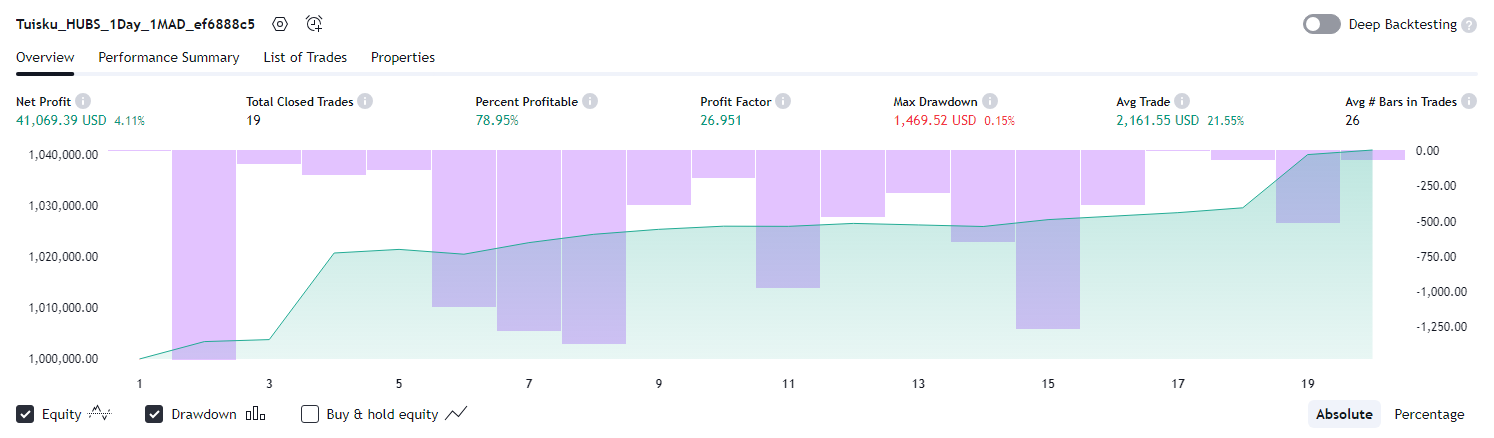 Tuisku_HUBS_1Day_1MAD_ef6888c5 Deep Backtesting ?
Overview Performance Summary List of Trades Properties
Net Profit Total Closed Trades Percent Profitable Profit Factor Max Drawdown Avg Trade Avg # Bars in Trades
41,069.39 USD 4.11% 19 78.95% 26.951 1,469.52 USD 0.15% 2,161.55 USD 21.55% 26
1,040,000.00 0.00
-250.00
1,030,000.00 -500.00
1,020,000.00 -750.00
-1,000.00
1,010,000.00
-1,250.00
1,000,000.00
1 3 5 7 9 11 13 15 17 19
Equity Drawdown Buy & hold equity Absolute Percentage